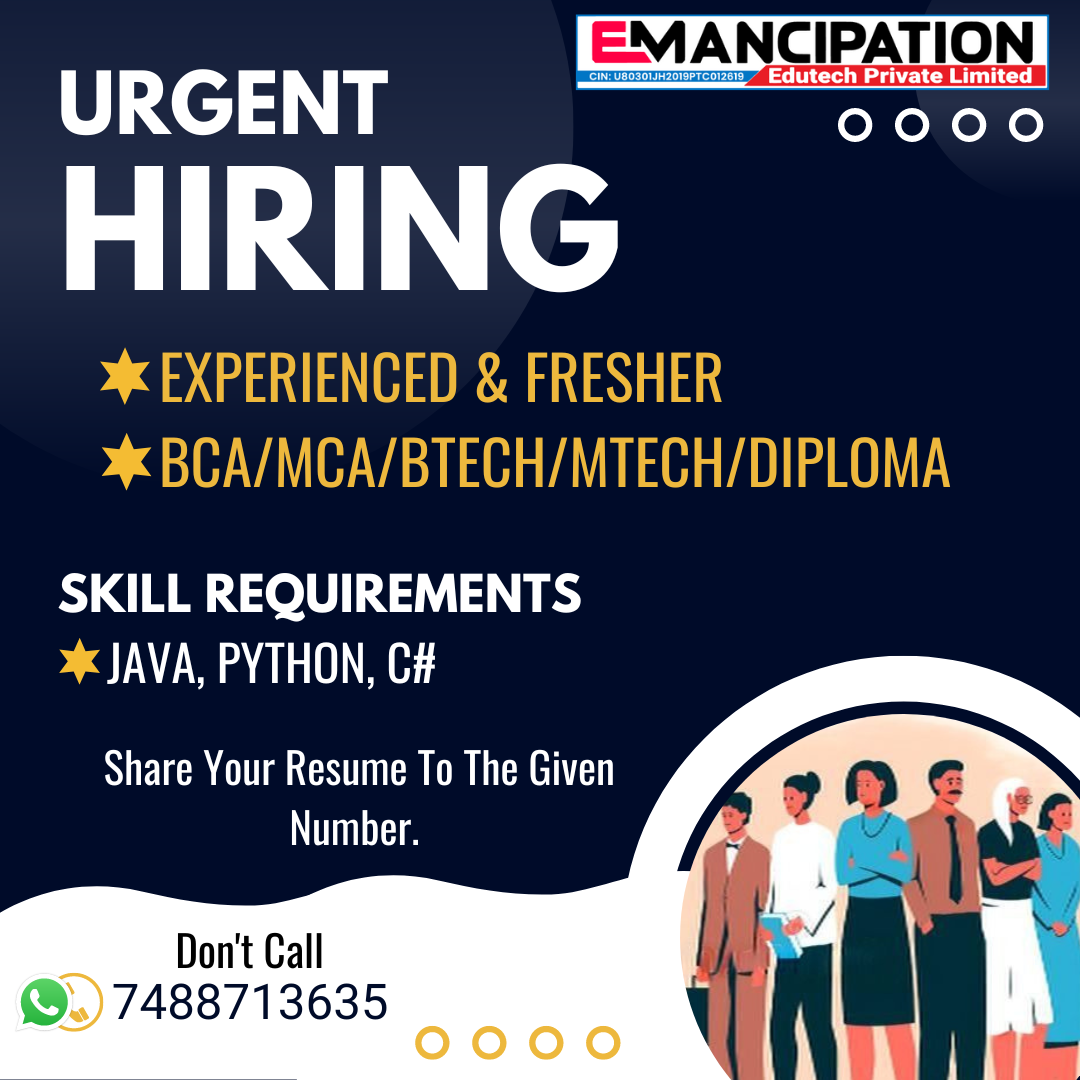 EMANCIPATION
CIN: U80301JH2019PTC012619
Edutech Private Limited
URGENT
HIRING
EXPERIENCED & FRESHER
BCA/MCA/BTECH/MTECH/DIPLOMA
SKILL REQUIREMENTS
JAVA, PYTHON, C#
Share Your Resume To The Given
Number.
Don't Call
7488713635